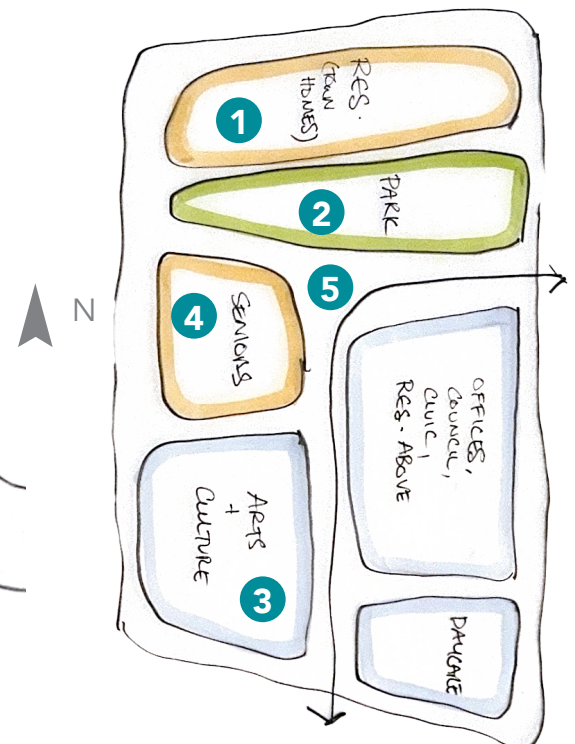 RES.
(TOWN
HOMES)
1
2
PARK
5
N
4
SENIORS
OFFICES,
COUNCIL,
CIVIC,
RES. ABOVE
ARTS
+
CULTURE
3
DAYCARE